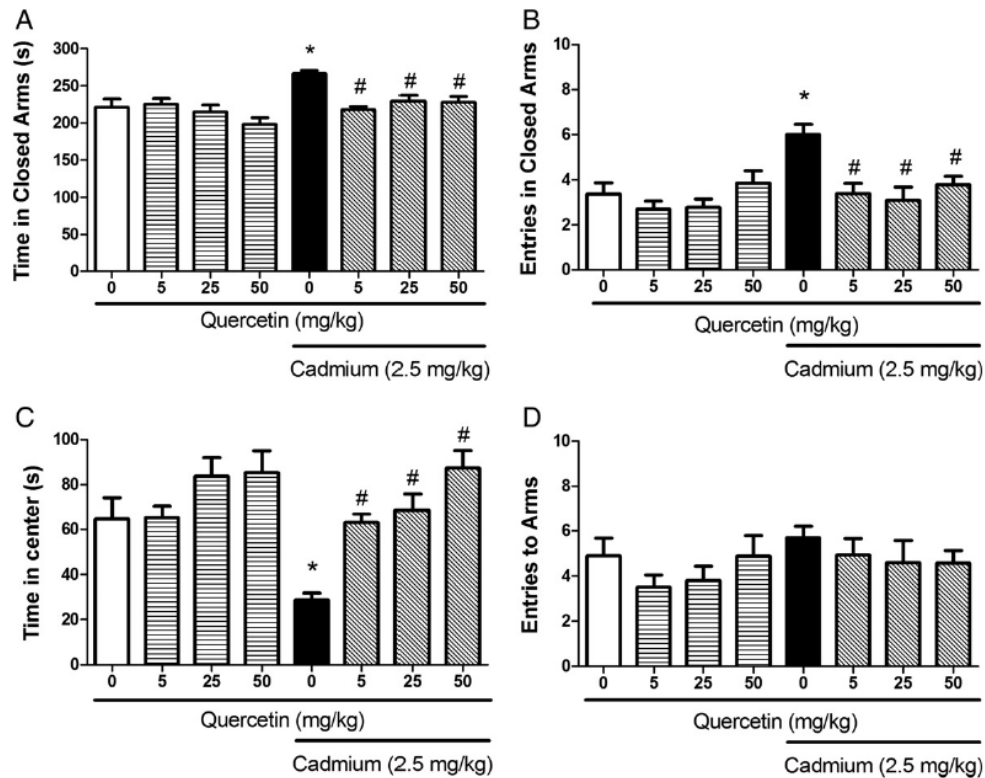 A
Time in Closed Arms (s)
300
250
200
150
100
50
0
*
#
#
#
0 5 25 50 0 5 25 50
Quercetin (mg/kg)
Cadmium (2.5 mg/kg)
B
Entries in Closed Arms
10
8
6
4
2
0
*
#
#
#
0 5 25 50 0 5 25 50
Quercetin (mg/kg)
Cadmium (2.5 mg/kg)
C
Time in center (s)
100
80
60
40
20
0
*
#
#
#
0 5 25 50 0 5 25 50
Quercetin (mg/kg)
Cadmium (2.5 mg/kg)
D
Entries to Arms
10
8
6
4
2
0
0 5 25 50 0 5 25 50
Quercetin (mg/kg)
Cadmium (2.5 mg/kg)